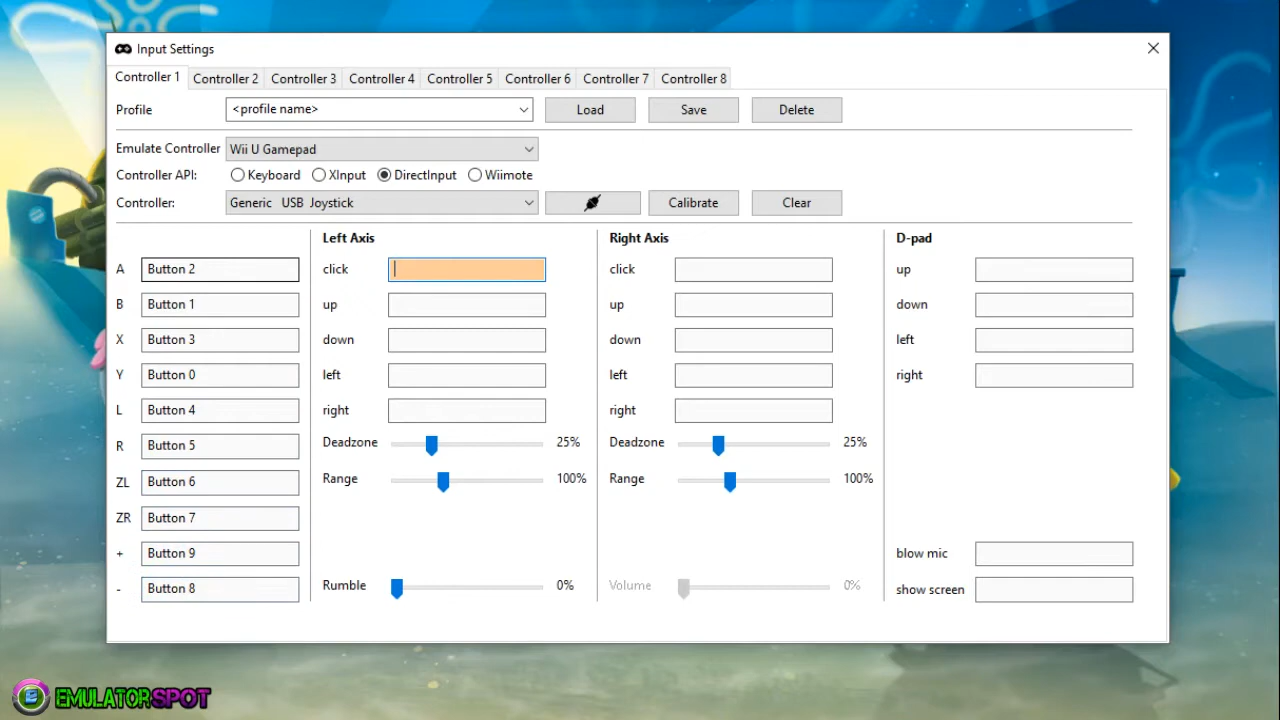 Input Settings
Controller 1 Controller 2 Controller 3 Controller 4 Controller 5 Controller 6 Controller 7 Controller 8
Profile <profile name> Load Save Delete
Emulate Controller Wii U Gamepad
Controller API: Keyboard XInput DirectInput Wiimote
Controller: Generic USB Joystick Calibrate Clear
Left Axis Right Axis D-pad
A Button 2 click click up
B Button 1 up up down
X Button 3 down down left
Y Button 0 left left right
L Button 4 right right
R Button 5 Deadzone 25% Deadzone 25%
ZL Button 6 Range 100% Range 100%
ZR Button 7
+ Button 9 blow mic
- Button 8 Rumble 0% Volume 0% show screen
EMULATORSPOT